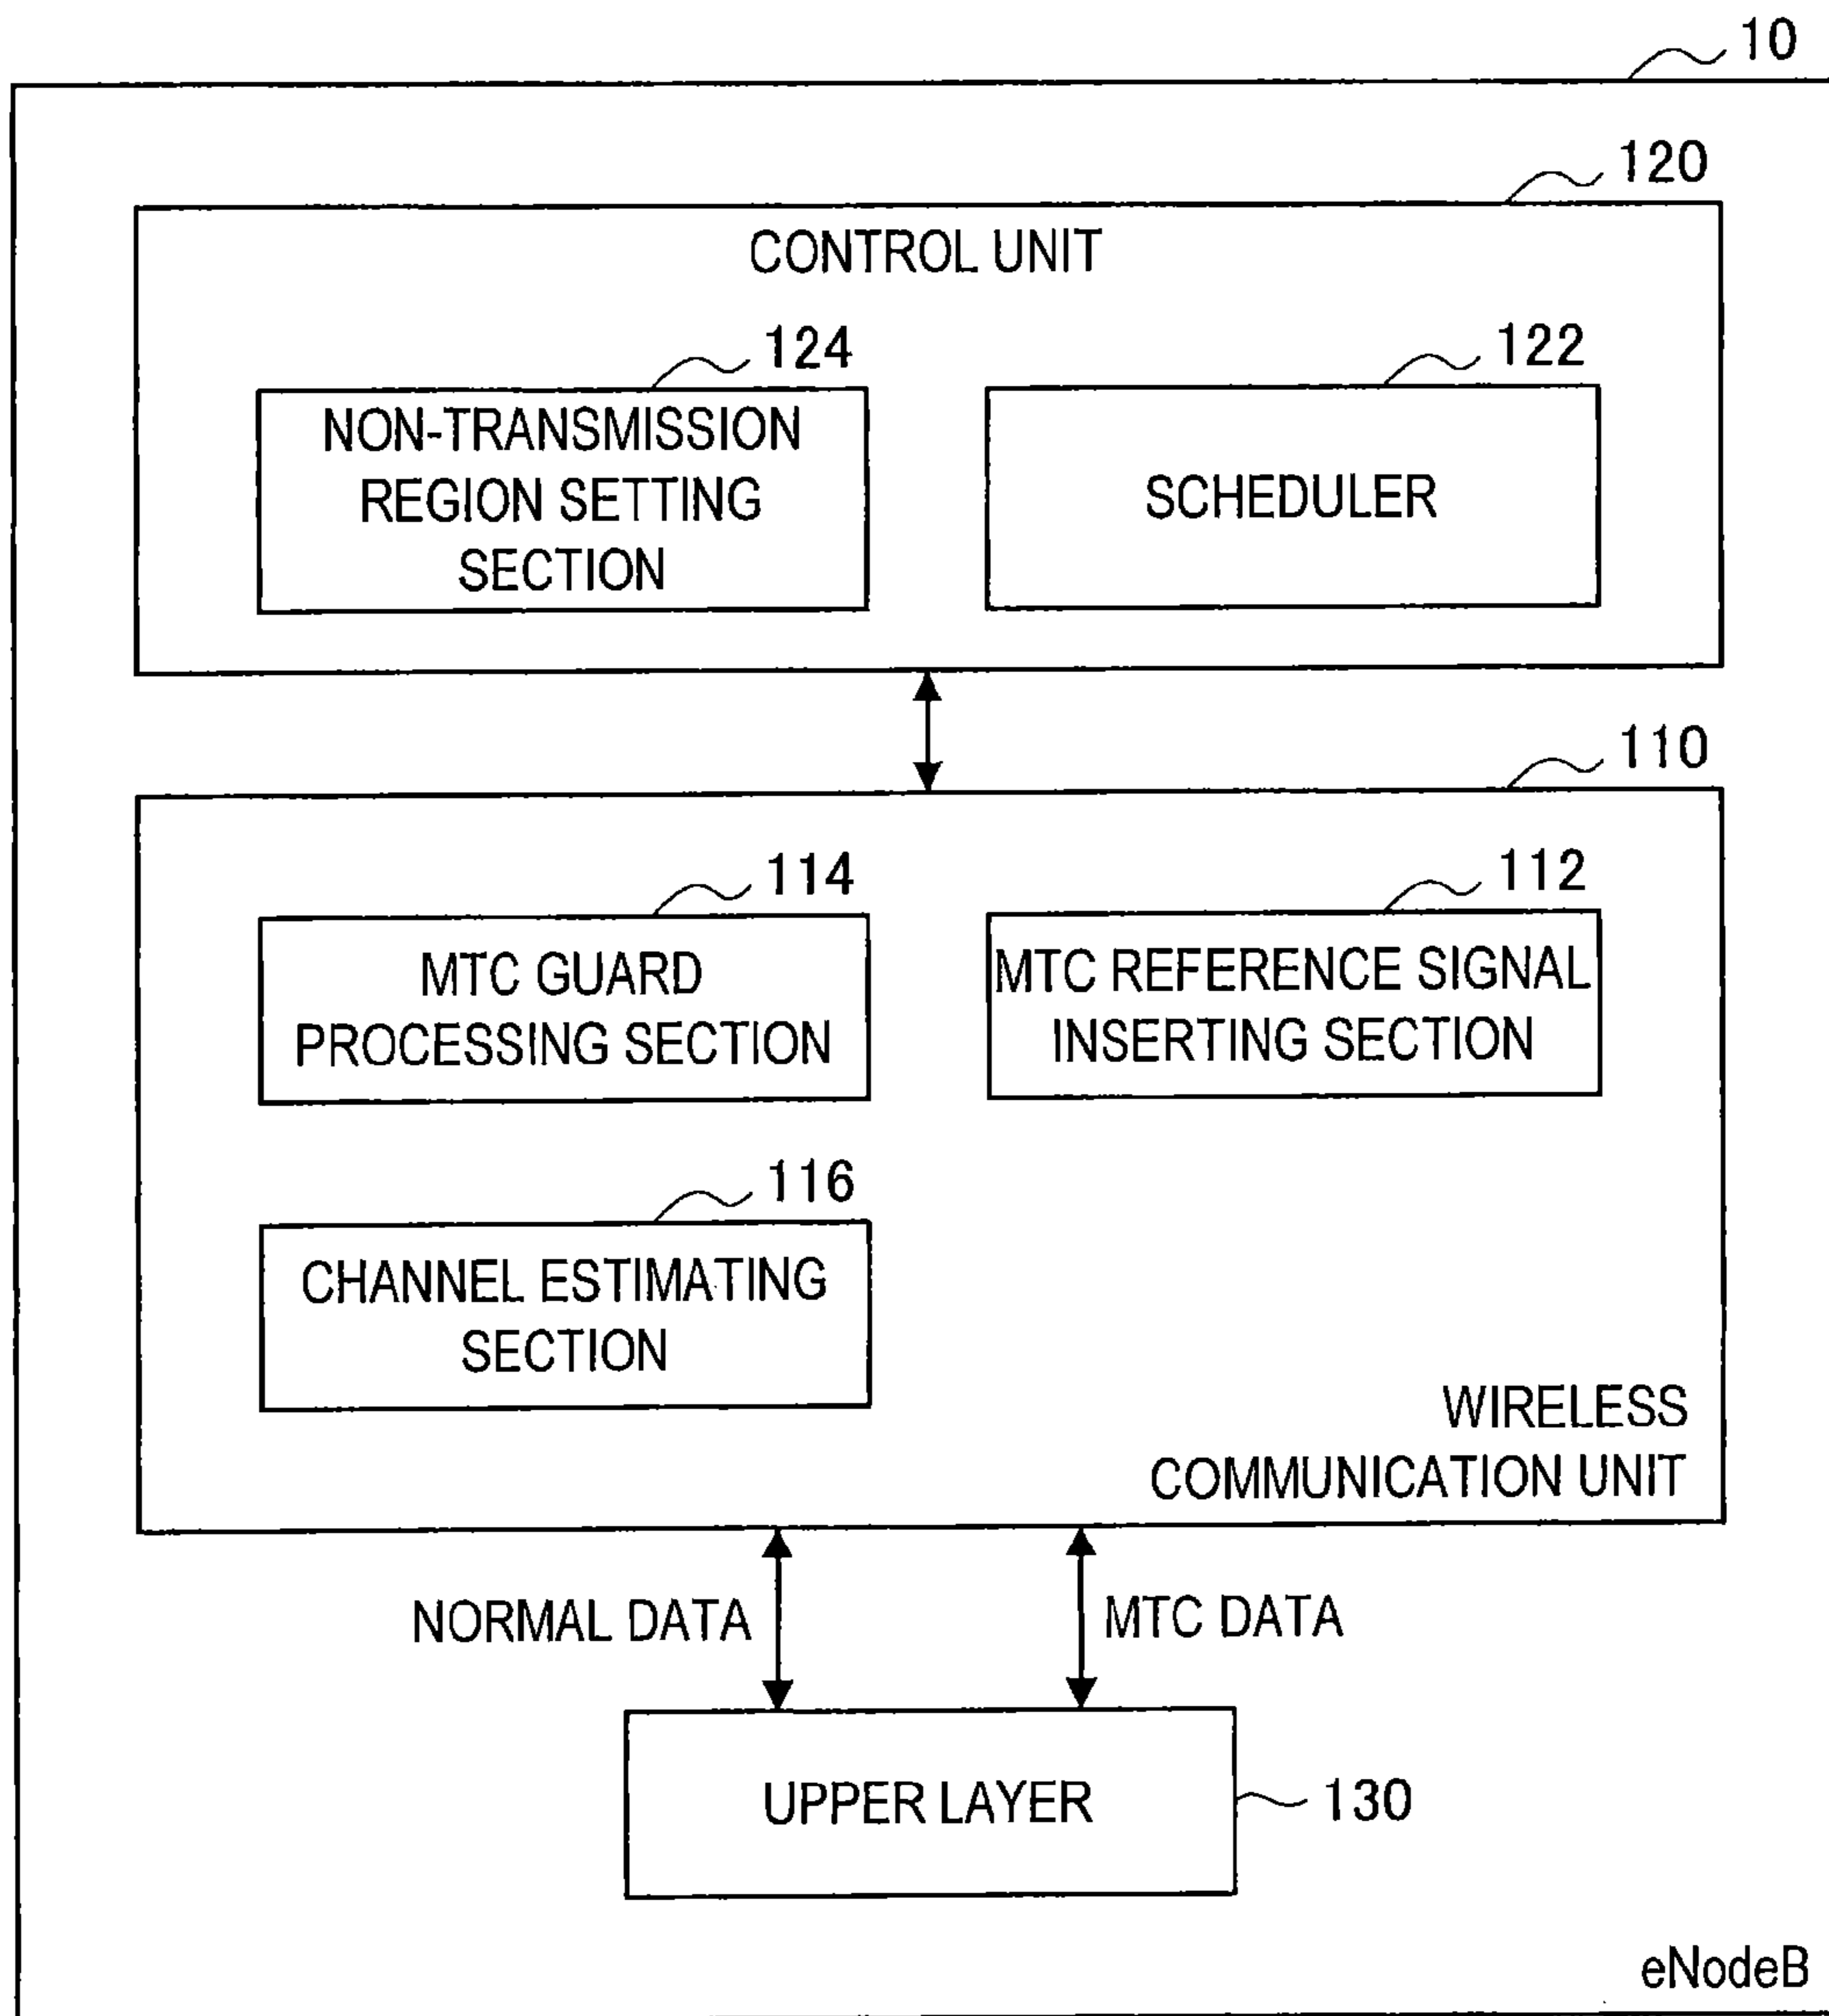 10
120
CONTROL UNIT
124
122
NON-TRANSMISSION
REGION SETTING
SECTION
SCHEDULER
110
114
112
MTC GUARD
PROCESSING SECTION
MTC REFERENCE SIGNAL
INSERTING SECTION
116
CHANNEL ESTIMATING
SECTION
WIRELESS
COMMUNICATION UNIT
NORMAL DATA
MTC DATA
UPPER LAYER
130
eNodeB